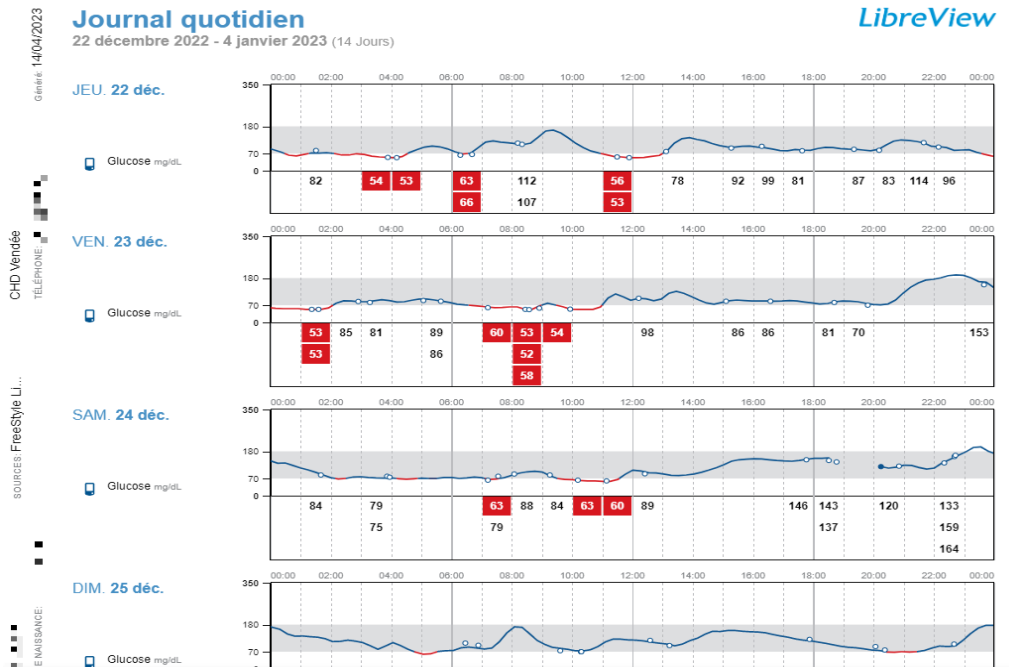 Journal quotidien
22 décembre 2022 - 4 janvier 2023 (14 Jours)
LibreView
Généré: 14/04/2023
CHD Vendée
TÉLÉPHONE:
SOURCES: FreeStyle Li...
E NAISSANCE:
00:00 02:00 04:00 06:00 08:00 10:00 12:00 14:00 16:00 18:00 20:00 22:00 00:00
JEU. 22 déc.
350
180
70
0
Glucose mg/dL
82 54 53 63 112 56 78 92 99 81 87 83 114 96
66 107 53
00:00 02:00 04:00 06:00 08:00 10:00 12:00 14:00 16:00 18:00 20:00 22:00 00:00
VEN. 23 déc.
350
180
70
0
Glucose mg/dL
53 85 81 89 60 53 54 98 86 86 81 70 153
53 86 52
58
00:00 02:00 04:00 06:00 08:00 10:00 12:00 14:00 16:00 18:00 20:00 22:00 00:00
SAM. 24 déc.
350
180
70
0
Glucose mg/dL
84 79 63 88 84 63 60 89 146 143 120 133
75 79 137 159
164
00:00 02:00 04:00 06:00 08:00 10:00 12:00 14:00 16:00 18:00 20:00 22:00 00:00
DIM. 25 déc.
350
180
70
Glucose mg/dL